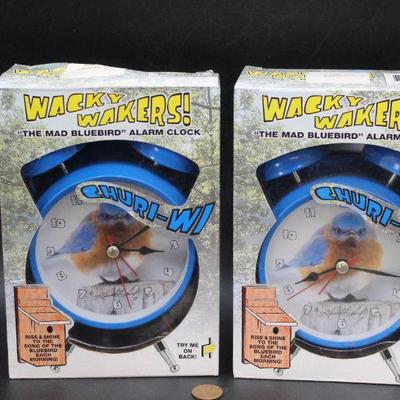 WACKY
WAKERS!
"THE MAD BLUEBIRD" ALARM CLOCK
CHURI-WI
RISE & SHINE
TO THE
SONG OF THE
BLUEBIRD
EACH
MORNING!
TRY ME
ON
BACK!
WACKY
WAKER
"THE MAD BLUEBIRD" ALARM
CHURI-
RISE & SHINE
TO THE
SONG OF THE
BLUEBIRD
EACH
MORNING!